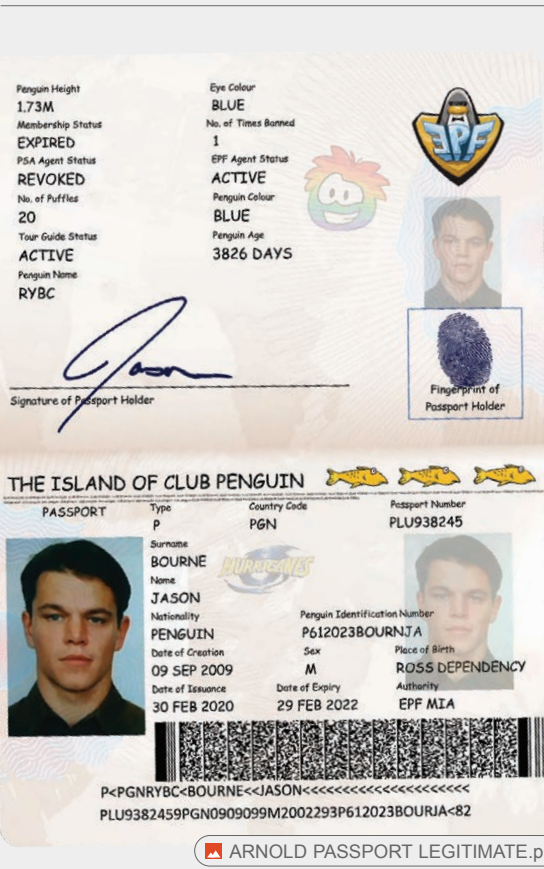 Penguin Height
1.73M
Membership Status
EXPIRED
PSA Agent Status
REVOKED
No. of Puffles
20
Tour Guide Status
ACTIVE
Penguin Name
RYBC
Eye Colour
BLUE
No. of Times Banned
1
EPF Agent Status
ACTIVE
Penguin Colour
BLUE
Penguin Age
3826 DAYS
EPF
Jason
Signature of Passport Holder
Fingerprint of
Passport Holder
THE ISLAND OF CLUB PENGUIN
PASSPORT
Type
P
Country Code
PGN
Passport Number
PLU938245
Surname
BOURNE
HURRICANES
Name
JASON
Nationality
PENGUIN
Penguin Identification Number
P612023BOURNJA
Date of Creation
09 SEP 2009
Sex
M
Place of Birth
ROSS DEPENDENCY
Date of Issuance
30 FEB 2020
Date of Expiry
29 FEB 2022
Authority
EPF MIA
P<PGNRYBC<BOURNE<<JASON<<<<<<<<<<<<<<<<<<<<<<
PLU9382459PGN0909099M2002293P612023BOURJA<82
ARNOLD PASSPORT LEGITIMATE.p